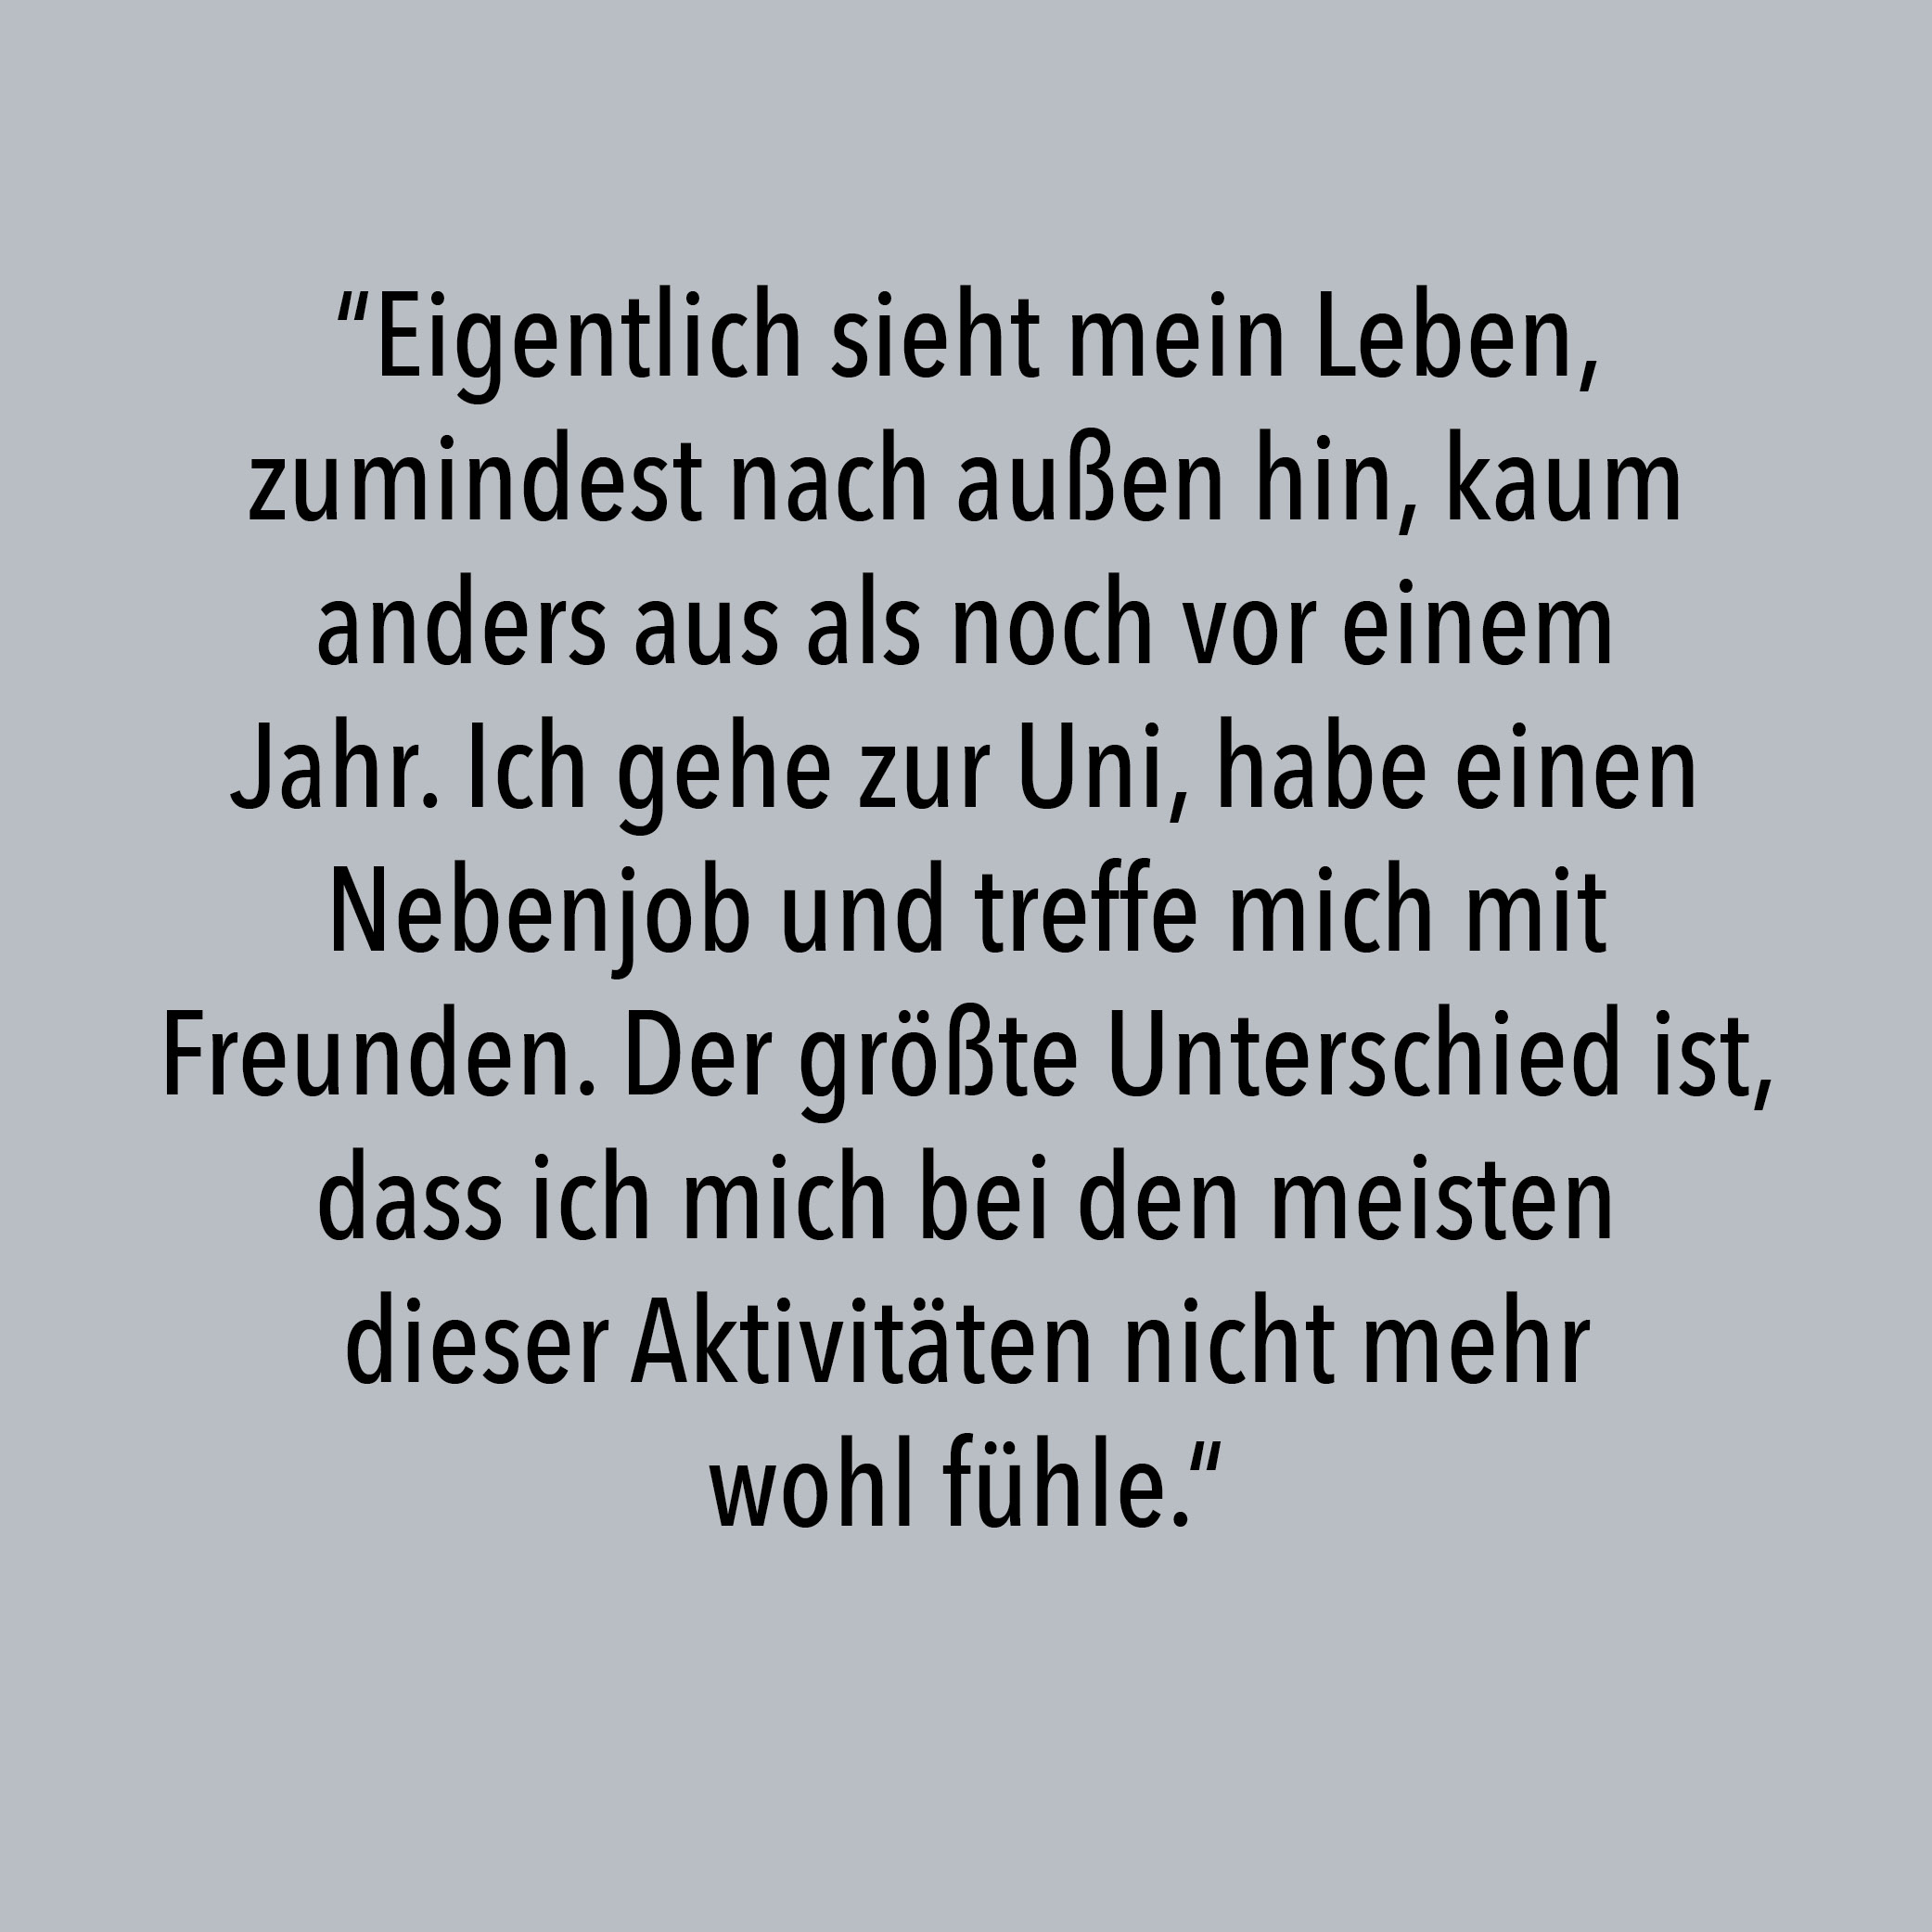 "Eigentlich sieht mein Leben,
zumindest nach außen hin, kaum
anders aus als noch vor einem
Jahr. Ich gehe zur Uni, habe einen
Nebenjob und treffe mich mit
Freunden. Der größte Unterschied ist,
dass ich mich bei den meisten
dieser Aktivitäten nicht mehr
wohl fühle."